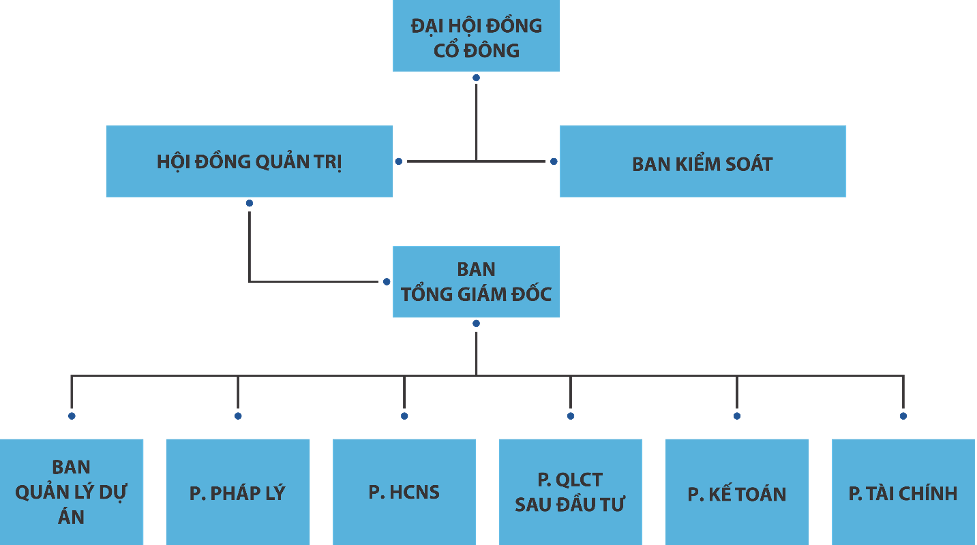 ĐẠI HỘI ĐỒNG
CỔ ĐÔNG
HỘI ĐỒNG QUẢN TRỊ
BAN KIỂM SOÁT
BAN
TỔNG GIÁM ĐỐC
BAN
QUẢN LÝ DỰ
ÁN
P. PHÁP LÝ
P. HCNS
P. QLCT
SAU ĐẦU TƯ
P. KẾ TOÁN
P. TÀI CHÍNH